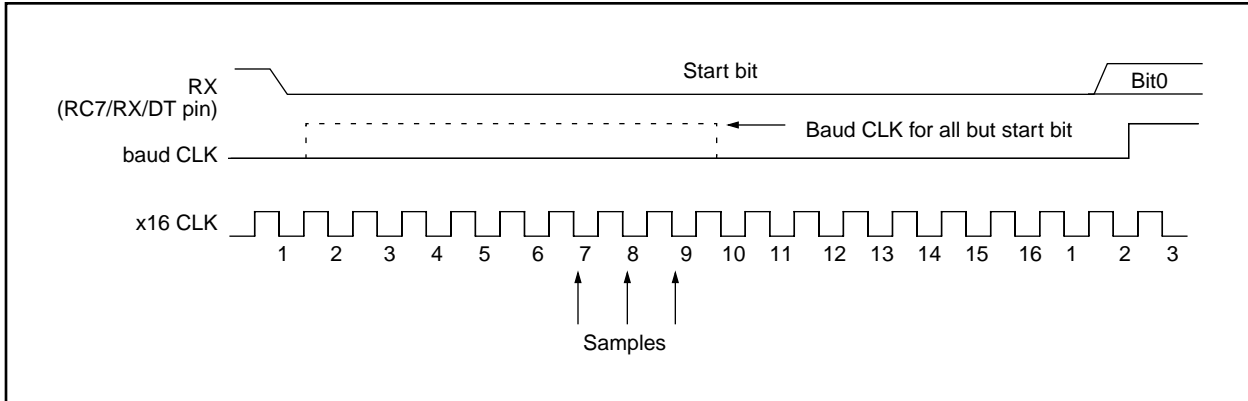 Start bit
RX
(RC7/RX/DT pin)
Bit0
Baud CLK for all but start bit
baud CLK
x16 CLK
1 2 3 4 5 6 7 8 9 10 11 12 13 14 15 16 1 2 3
Samples